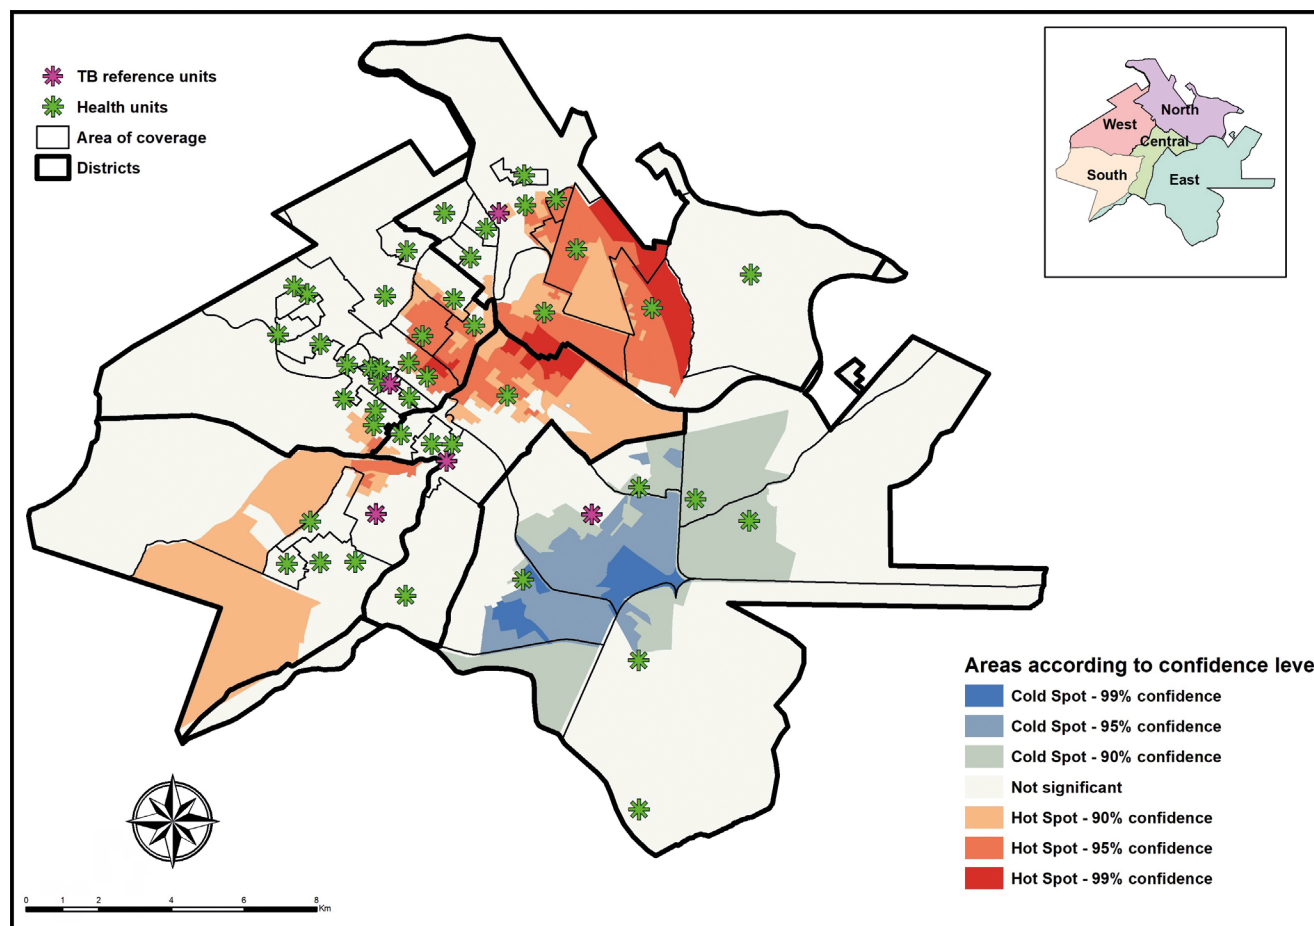 TB reference units
Health units
Area of coverage
Districts
North
West
Central
South
East
Areas according to confidence leve
Cold Spot - 99% confidence
Cold Spot - 95% confidence
Cold Spot - 90% confidence
Not significant
Hot Spot - 90% confidence
Hot Spot - 95% confidence
Hot Spot - 99% confidence
0 1 2 4 6 8
Km